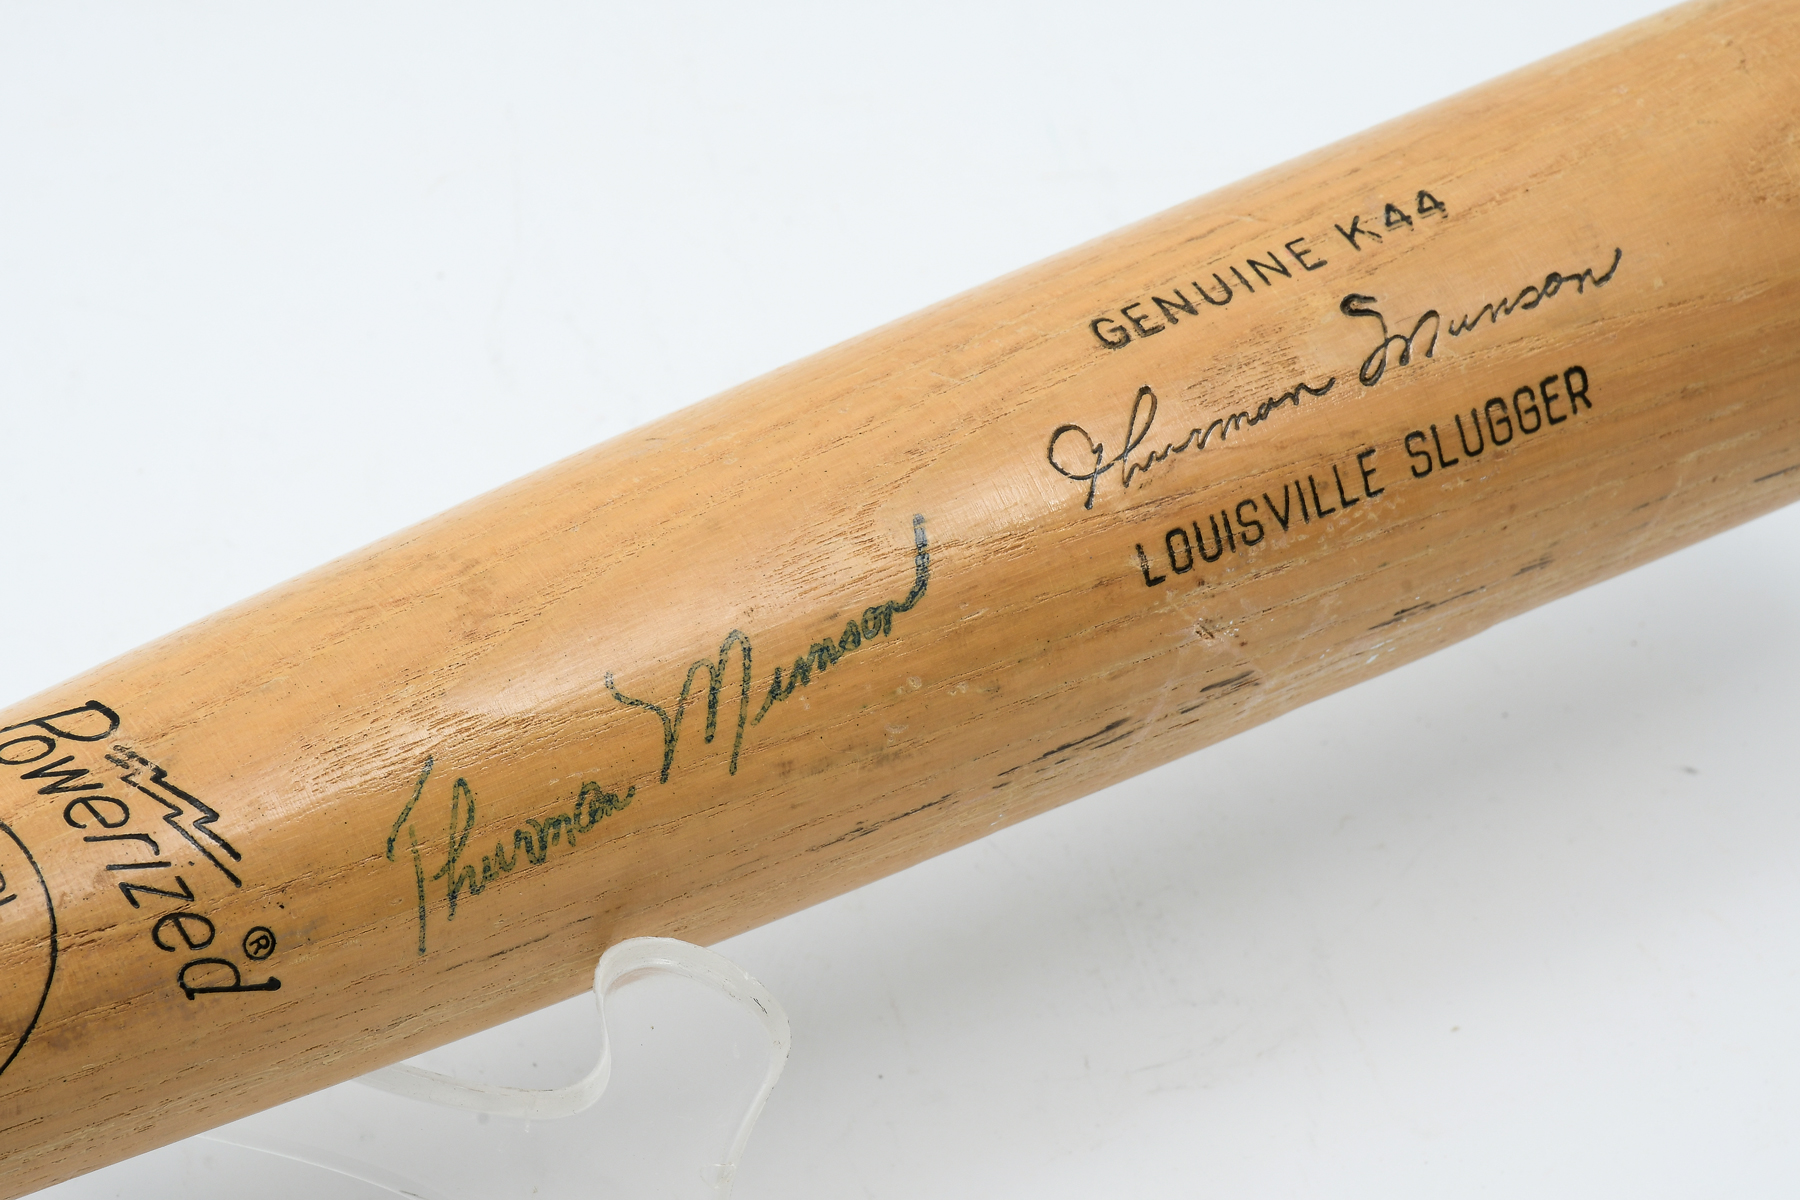 GENUINE K44
Thurman Munson
LOUISVILLE SLUGGER
Thurman Munson
Powerized®